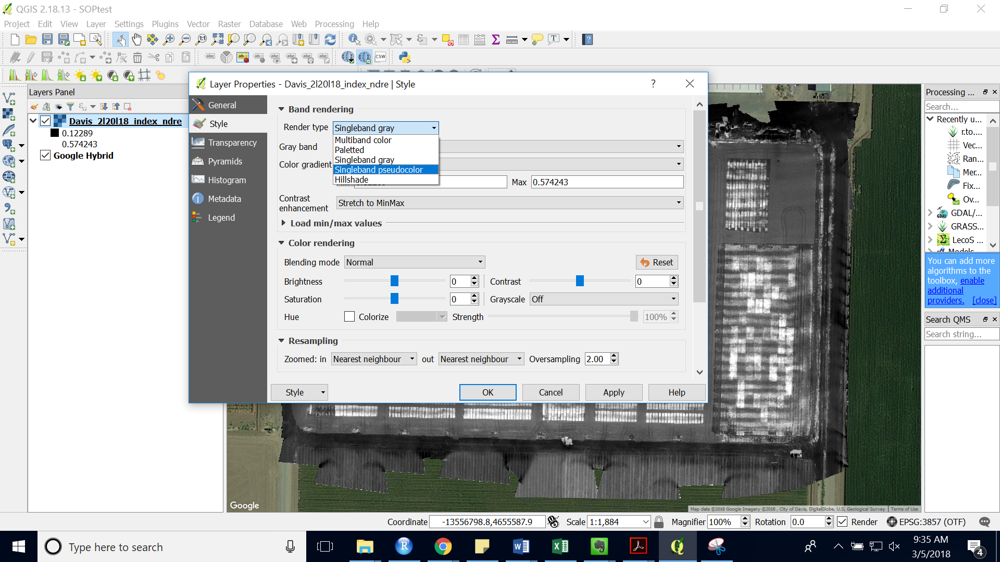 QGIS 2.18.13 - SOPtest
Project Edit View Layer Settings Plugins Vector Raster Database Web Processing Help
Layers Panel
Davis_2l20l18_index_ndre
0.12289
0.574243
Google Hybrid
Layer Properties - Davis_2l20l18_index_ndre | Style
?
General
Style
Transparency
Pyramids
Histogram
Metadata
Legend
Band rendering
Render type Singleband gray
Multiband color
Paletted
Singleband gray
Singleband pseudocolor
Hillshade
Gray band
Color gradient
Max 0.574243
Contrast enhancement Stretch to MinMax
Load min/max values
Color rendering
Blending mode Normal Reset
Brightness 0 Contrast 0
Saturation 0 Grayscale Off
Hue Colorize Strength 100%
Resampling
Zoomed: in Nearest neighbour out Nearest neighbour Oversampling 2.00
Style OK Cancel Apply Help
Processing ...
Search...
Recently u...
r.to....
Vec...
Ran...
Mer...
Fix...
Ov...
GDAL/...
GRASS...
LecoS ...
Models
You can add more
algorithms to the
toolbox, enable
additional
providers. [close]
Search QMS
Search string...
Google
Map data ©2018 Google Imagery ©2018 , City of Davis, DigitalGlobe, U.S. Geological Survey Terms of Use
Coordinate -13556798.8,4655587.9 Scale 1:1,884 Magnifier 100% Rotation 0.0 Render EPSG:3857 (OTF)
Type here to search
9:35 AM
3/5/2018
4